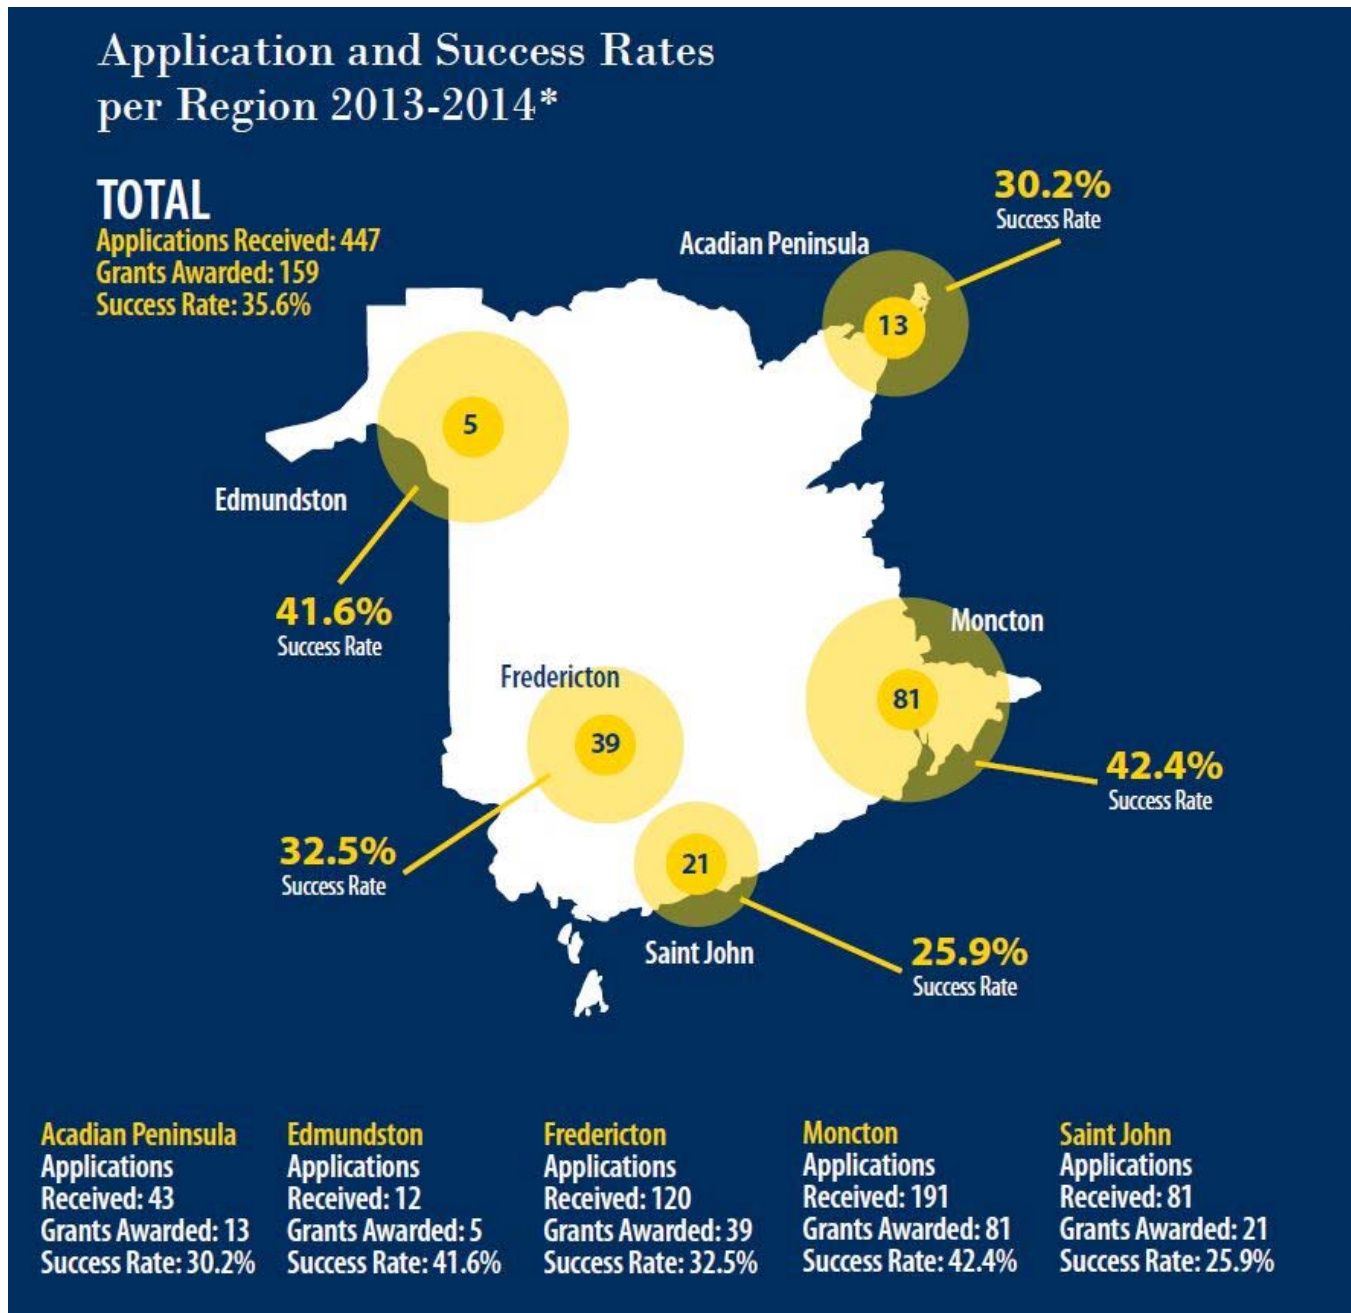 Application and Success Rates
per Region 2013-2014*
TOTAL
Applications Received: 447
Grants Awarded: 159
Success Rate: 35.6%
30.2%
Success Rate
Acadian Peninsula
13
5
Edmundston
41.6%
Success Rate
Moncton
81
42.4%
Success Rate
Fredericton
39
32.5%
Success Rate
21
Saint John
25.9%
Success Rate
Acadian Peninsula
Applications
Received: 43
Grants Awarded: 13
Success Rate: 30.2%
Edmundston
Applications
Received: 12
Grants Awarded: 5
Success Rate: 41.6%
Fredericton
Applications
Received: 120
Grants Awarded: 39
Success Rate: 32.5%
Moncton
Applications
Received: 191
Grants Awarded: 81
Success Rate: 42.4%
Saint John
Applications
Received: 81
Grants Awarded: 21
Success Rate: 25.9%